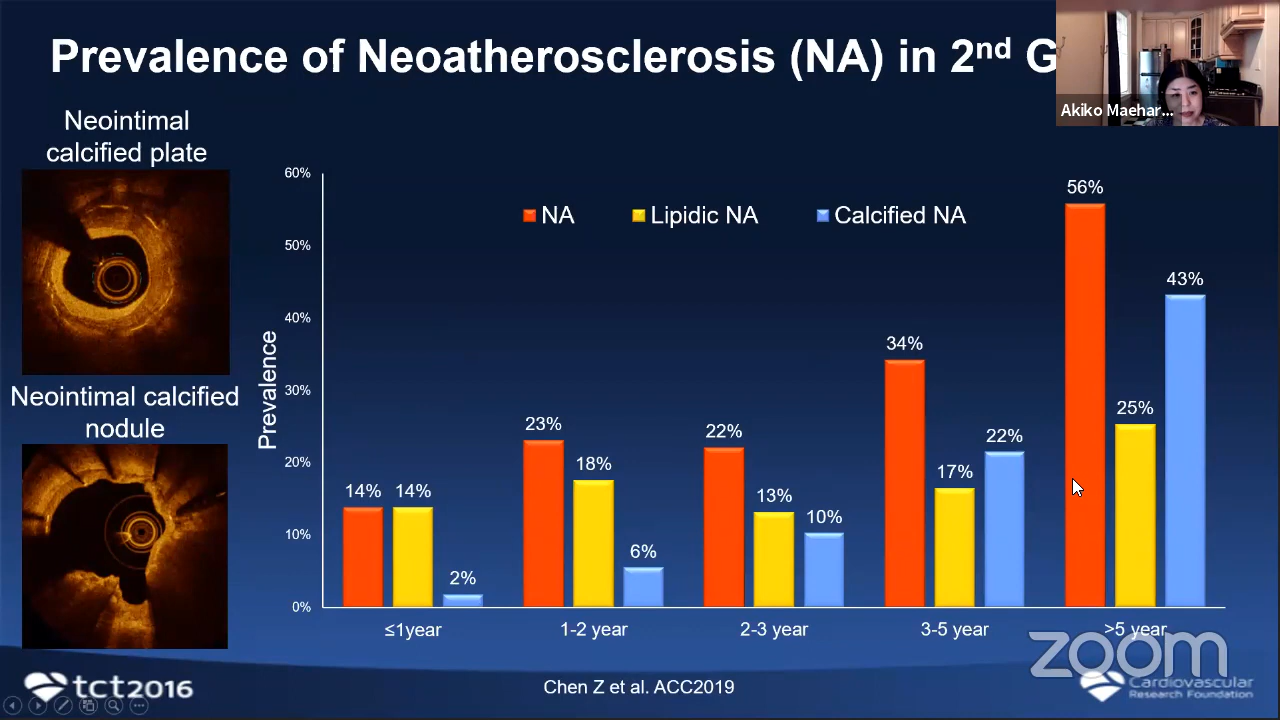 Prevalence of Neoatherosclerosis (NA) in 2nd G
Akiko Maehar...
Neointimal
calcified plate
Neointimal calcified
nodule
Prevalence
60%
50%
40%
30%
20%
10%
0%
NA
Lipidic NA
Calcified NA
14%
14%
2%
23%
18%
6%
22%
13%
10%
34%
17%
22%
56%
25%
43%
≤1year
1-2 year
2-3 year
3-5 year
>5 year
zoom
tct2016
Chen Z et al. ACC2019
Cardiovascular
Research Foundation